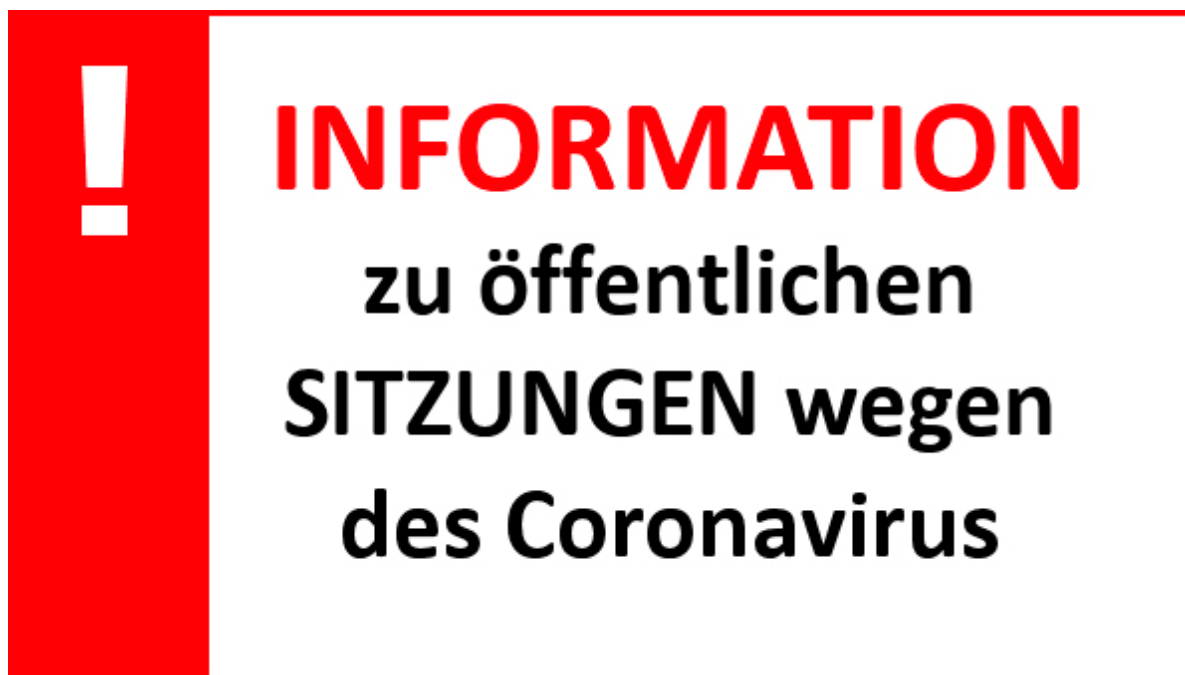 !
INFORMATION
zu öffentlichen
SITZUNGEN wegen
des Coronavirus